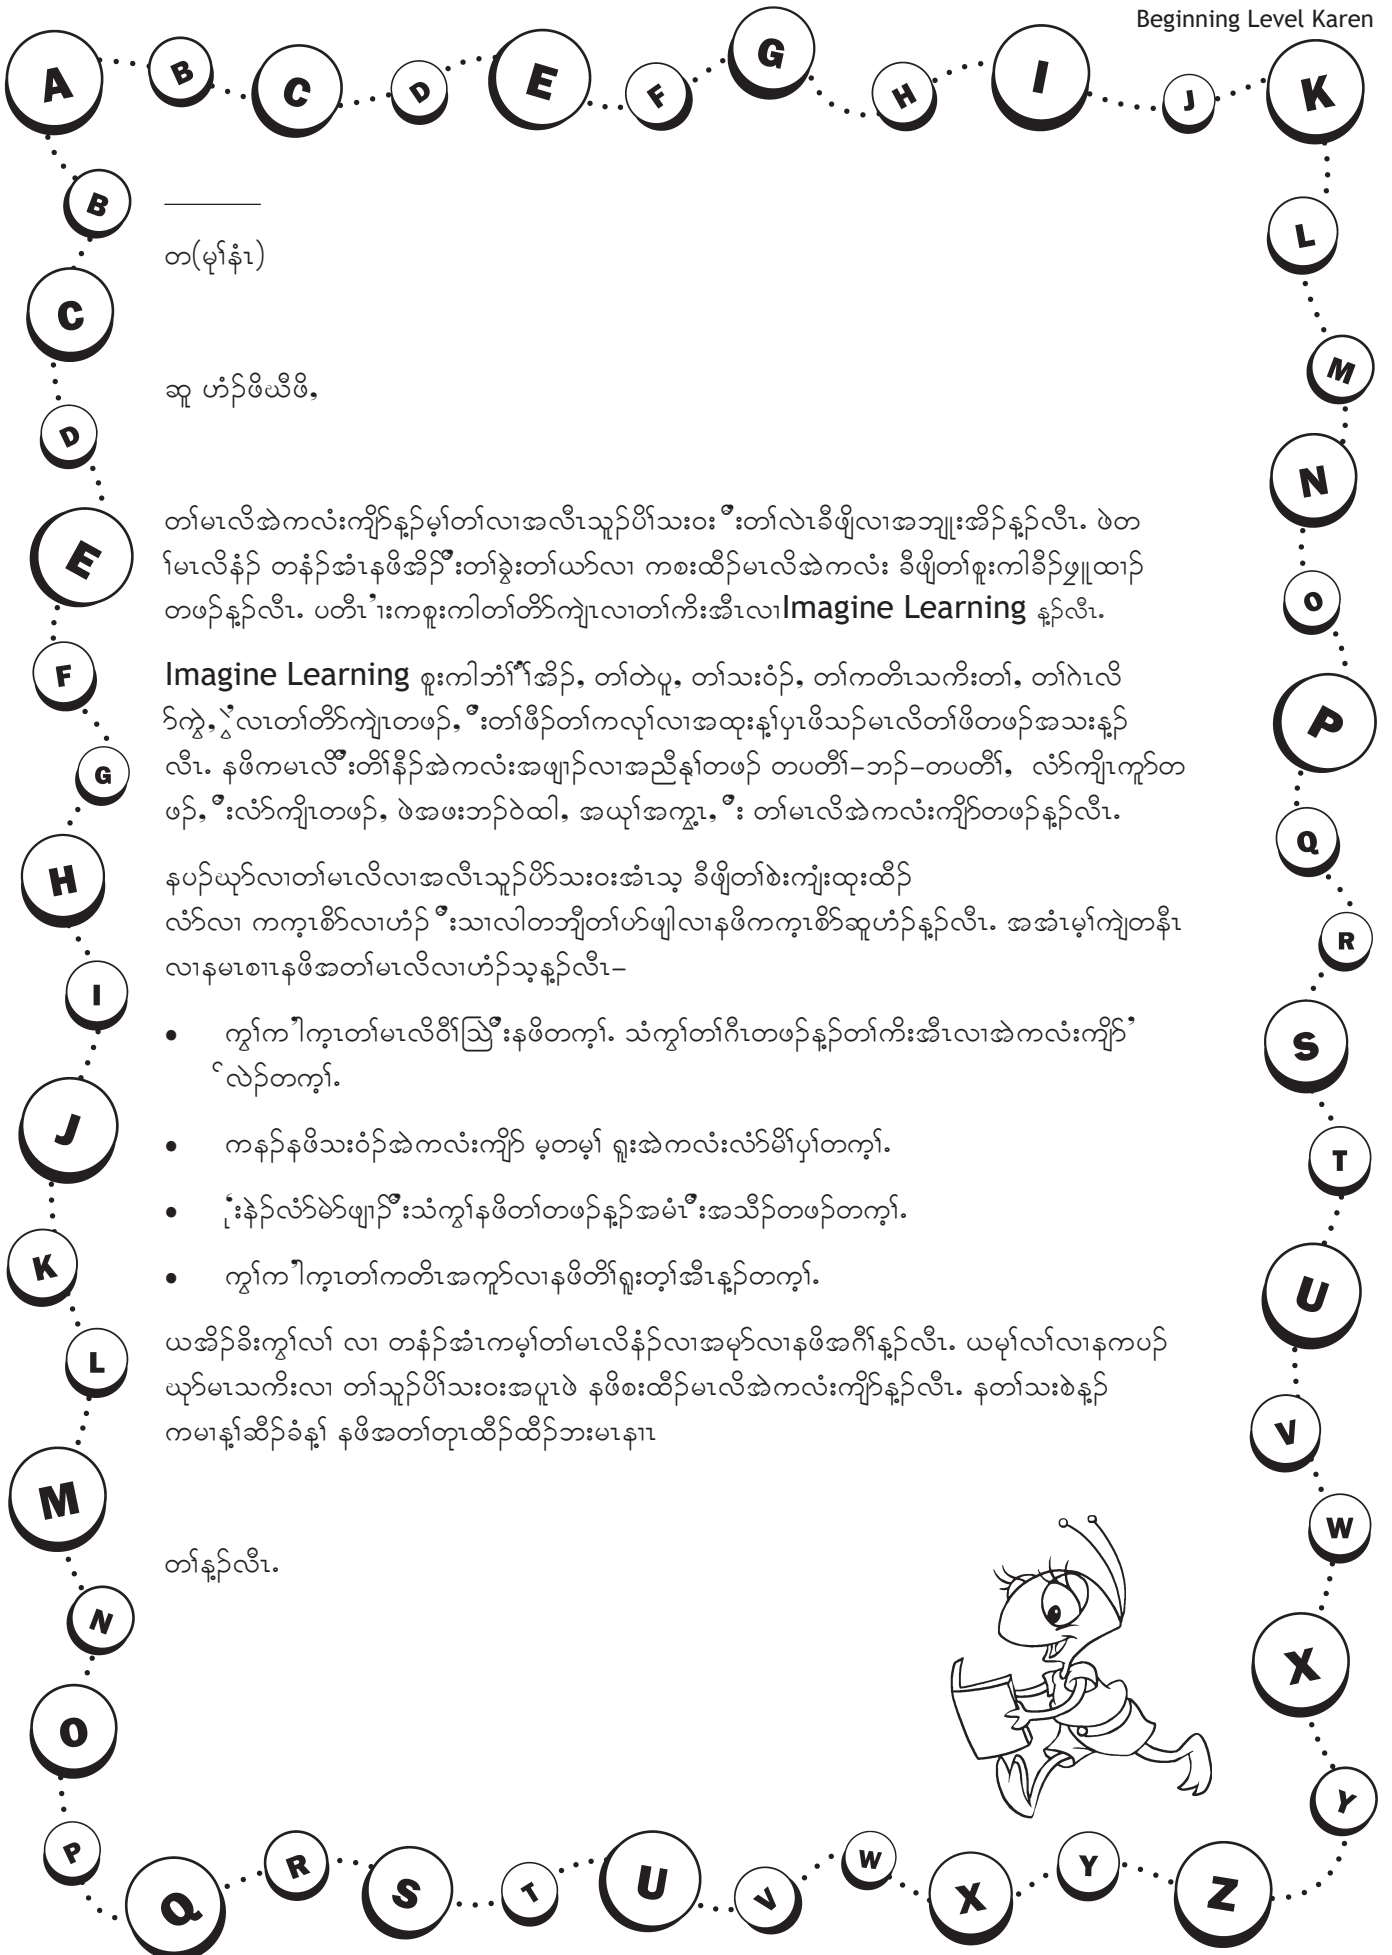 Beginning Level Karen
A B C D E F G H I J K
B
C
D
E
F
G
H
I
J
K
L
M
N
O
P
L
M
N
O
P
Q
R
S
T
U
V
W
X
Y
တ(မုၢ်နံၤ)
ဆူ ဟံၣ်ဖိဃီဖိ,
တၢ်မၤလိအဲကလံးကျိာ်န့ၣ်မ့ၢ်တၢ်လၢအလီၤသူၣ်ပိၢ်သးဝး ဒီးတၢ်လဲၤခီဖျိလၢအဘျုးအိၣ်န့ၣ်လီၤ. ဖဲတ
ၢ်မၤလိနံၣ် တနံၣ်အံၤနဖိအိၣ်ဒီးတၢ်ခွဲးတၢ်ယာ်လၢ ကစးထီၣ်မၤလိအဲကလံး ခီဖျိတၢ်စူးကါခီၣ်ဖၠူထၢၣ်
တဖၣ်န့ၣ်လီၤ. ပတီၤ ်ၢးကစူးကါတၢ်တိာ်ကျဲၤလၢတၢ်ကိးအီၤလၢImagine Learning န့ၣ်လီၤ.
Imagine Learning စူးကါဘံၢ် ိၢ်အိၣ်, တၢ်တဲပူ, တၢ်သးဝံၣ်, တၢ်ကတိၤသကိးတၢ်, တၢ်ဂဲၤလိ
ာ်ကွဲ, ွဲလၤတၢ်တိာ်ကျဲၤတဖၣ်, ဒီးတၢ်ဖီၣ်တၢ်ကလုၢ်လၢအထုးန့ၢ်ပှၤဖိသၣ်မၤလိတၢ်ဖိတဖၣ်အသးန့ၣ်
လီၤ. နဖိကမၤလိဒီးတိၢ်နီၣ်အဲကလံးအဖျၢၣ်လၢအညီနုၢ်တဖၣ် တပတီၢ်–ဘၣ်–တပတီၢ်, လံာ်ကျိၤကူာ်တ
ဖၣ်, ဒီးလံာ်ကျိၤတဖၣ်, ဖဲအဖးဘၣ်ဝဲထါ, အယုၢ်အက္ွၤ, ဒီး တၢ်မၤလိအဲကလံးကျိာ်တဖၣ်န့ၣ်လီၤ.
နပၣ်ဃုာ်လၢတၢ်မၤလိလၢအလီၤသူၣ်ပိာ်သးဝးအံၤသ့ ခီဖျိတၢ်စဲးကျံးထုးထီၣ်
လံာ်လၢ ကက့ၤစိာ်လၢဟံၣ် ဒီးသၢလါတဘျီတၢ်ပာ်ဖျါလၢနဖိကက့ၤစိာ်ဆူဟံၣ်န့ၣ်လီၤ. အအံၤမ့ၢ်ကျဲတနီၤ
လၢနမၤစၢၤနဖိအတၢ်မၤလိလၢဟံၣ်သ့န့ၣ်လီၤ–
• ကွၢ်က ါက့ၤတၢ်မၤလိဝီၢ်ဩဒီးနဖိတက့ၢ်. သံကွၢ်တၢ်ဂီၤတဖၣ်န့ၣ်တၢ်ကိးအီၤလၢအဲကလံးကျိာ်
လဲၣ်တက့ၢ်.
• ကနၣ်နဖိသးဝံၣ်အဲကလံးကျိာ် မ့တမ့ၢ် ရူးအဲကလံးလံာ်မိၢ်ပှၢ်တက့ၢ်.
• ုးနဲၣ်လံာ်မဲာ်ဖျၢၣ်ဒီးသံကွၢ်နဖိတၢ်တဖၣ်န့ၣ်အမံၤဒီးအသီၣ်တဖၣ်တက့ၢ်.
• ကွၢ်က ါက့ၤတၢ်ကတိၤအကူာ်လၢနဖိတိၢ်ရူးတ့ၢ်အီၤန့ၣ်တက့ၢ်.
ယအိၣ်ခိးကွၢ်လၢ် လၢ တနံၣ်အံၤကမ့ၢ်တၢ်မၤလိနံၣ်လၢအမုာ်လၢနဖိအဂီၢ်န့ၣ်လီၤ. ယမုၢ်လၢ်လၢနကပၣ်
ဃုာ်မၤသကိးလၢ တၢ်သူၣ်ပိၢ်သးဝးအပူၤဖဲ နဖိစးထီၣ်မၤလိအဲကလံးကျိာ်န့ၣ်လီၤ. နတၢ်သးစဲန့ၣ်
ကမၢန့ၢ်ဆီၣ်ခံန့ၢ် နဖိအတၢ်တုၤထီၣ်ထီၣ်ဘးမၤနၢၤ
တၢ်န့ၣ်လီၤ.
Q R S T U V W X Y Z